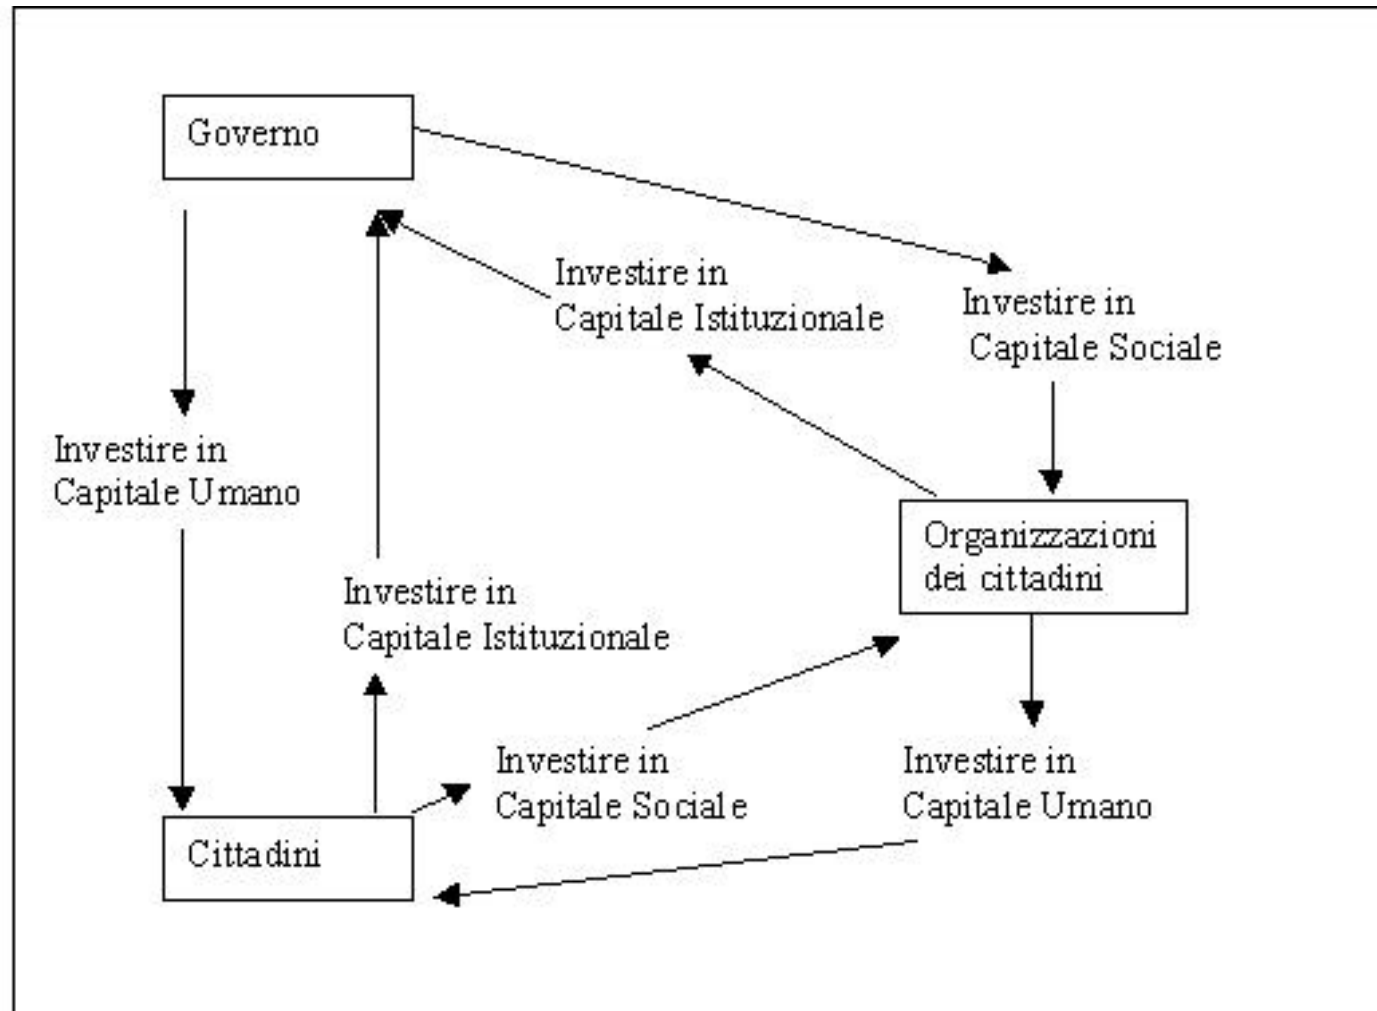 Governo
Investire in
Capitale Istituzionale
Investire in
Capitale Sociale
Investire in
Capitale Umano
Organizzazioni
dei cittadini
Investire in
Capitale Istituzionale
Investire in
Capitale Sociale
Investire in
Capitale Umano
Cittadini